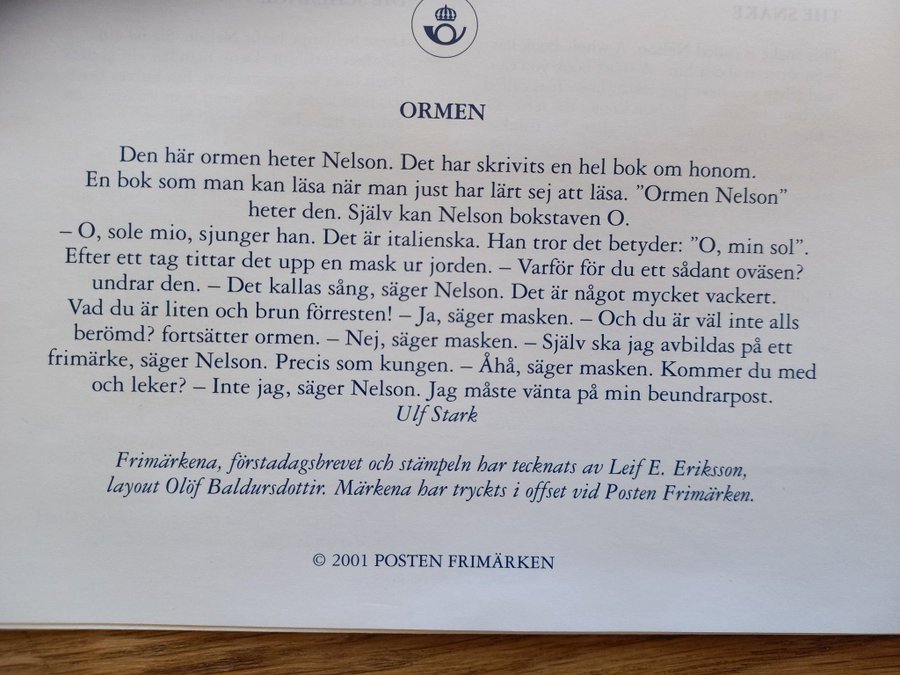 ORMEN
Den här ormen heter Nelson. Det har skrivits en hel bok om honom.
En bok som man kan läsa när man just har lärt sej att läsa. ”Ormen Nelson”
heter den. Själv kan Nelson bokstaven O.
– O, sole mio, sjunger han. Det är italienska. Han tror det betyder: ”O, min sol”.
Efter ett tag tittar det upp en mask ur jorden. – Varför för du ett sådant oväsen?
undrar den. – Det kallas sång, säger Nelson. Det är något mycket vackert.
Vad du är liten och brun förresten! – Ja, säger masken. – Och du är väl inte alls
berömd? fortsätter ormen. – Nej, säger masken. – Själv ska jag avbildas på ett
frimärke, säger Nelson. Precis som kungen. – Åhå, säger masken. Kommer du med
och leker? – Inte jag, säger Nelson. Jag måste vänta på min beundrarpost.
Ulf Stark
Frimärkena, förstadagsbrevet och stämpeln har tecknats av Leif E. Eriksson,
layout Olöf Baldursdottir. Märkena har tryckts i offset vid Posten Frimärken.
© 2001 POSTEN FRIMÄRKEN